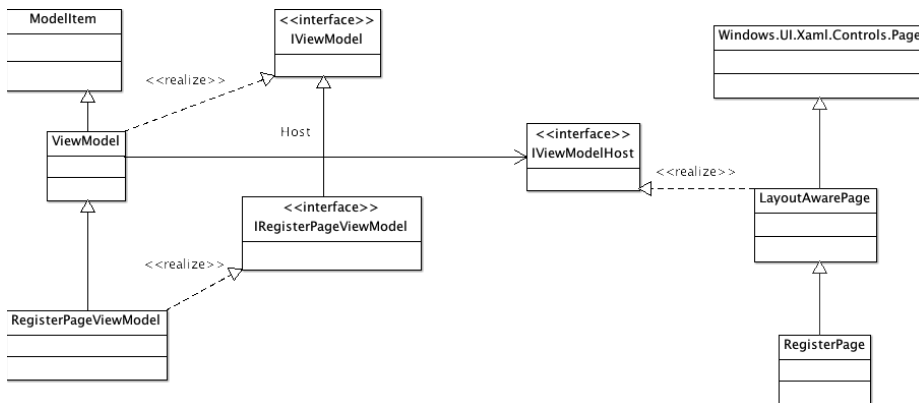 ModelItem
<<interface>>
IViewModel
Windows.UI.Xaml.Controls.Page
<<realize>>
ViewModel
Host
<<interface>>
IViewModelHost
<<realize>>
LayoutAwarePage
<<interface>>
IRegisterPageViewModel
<<realize>>
RegisterPageViewModel
RegisterPage